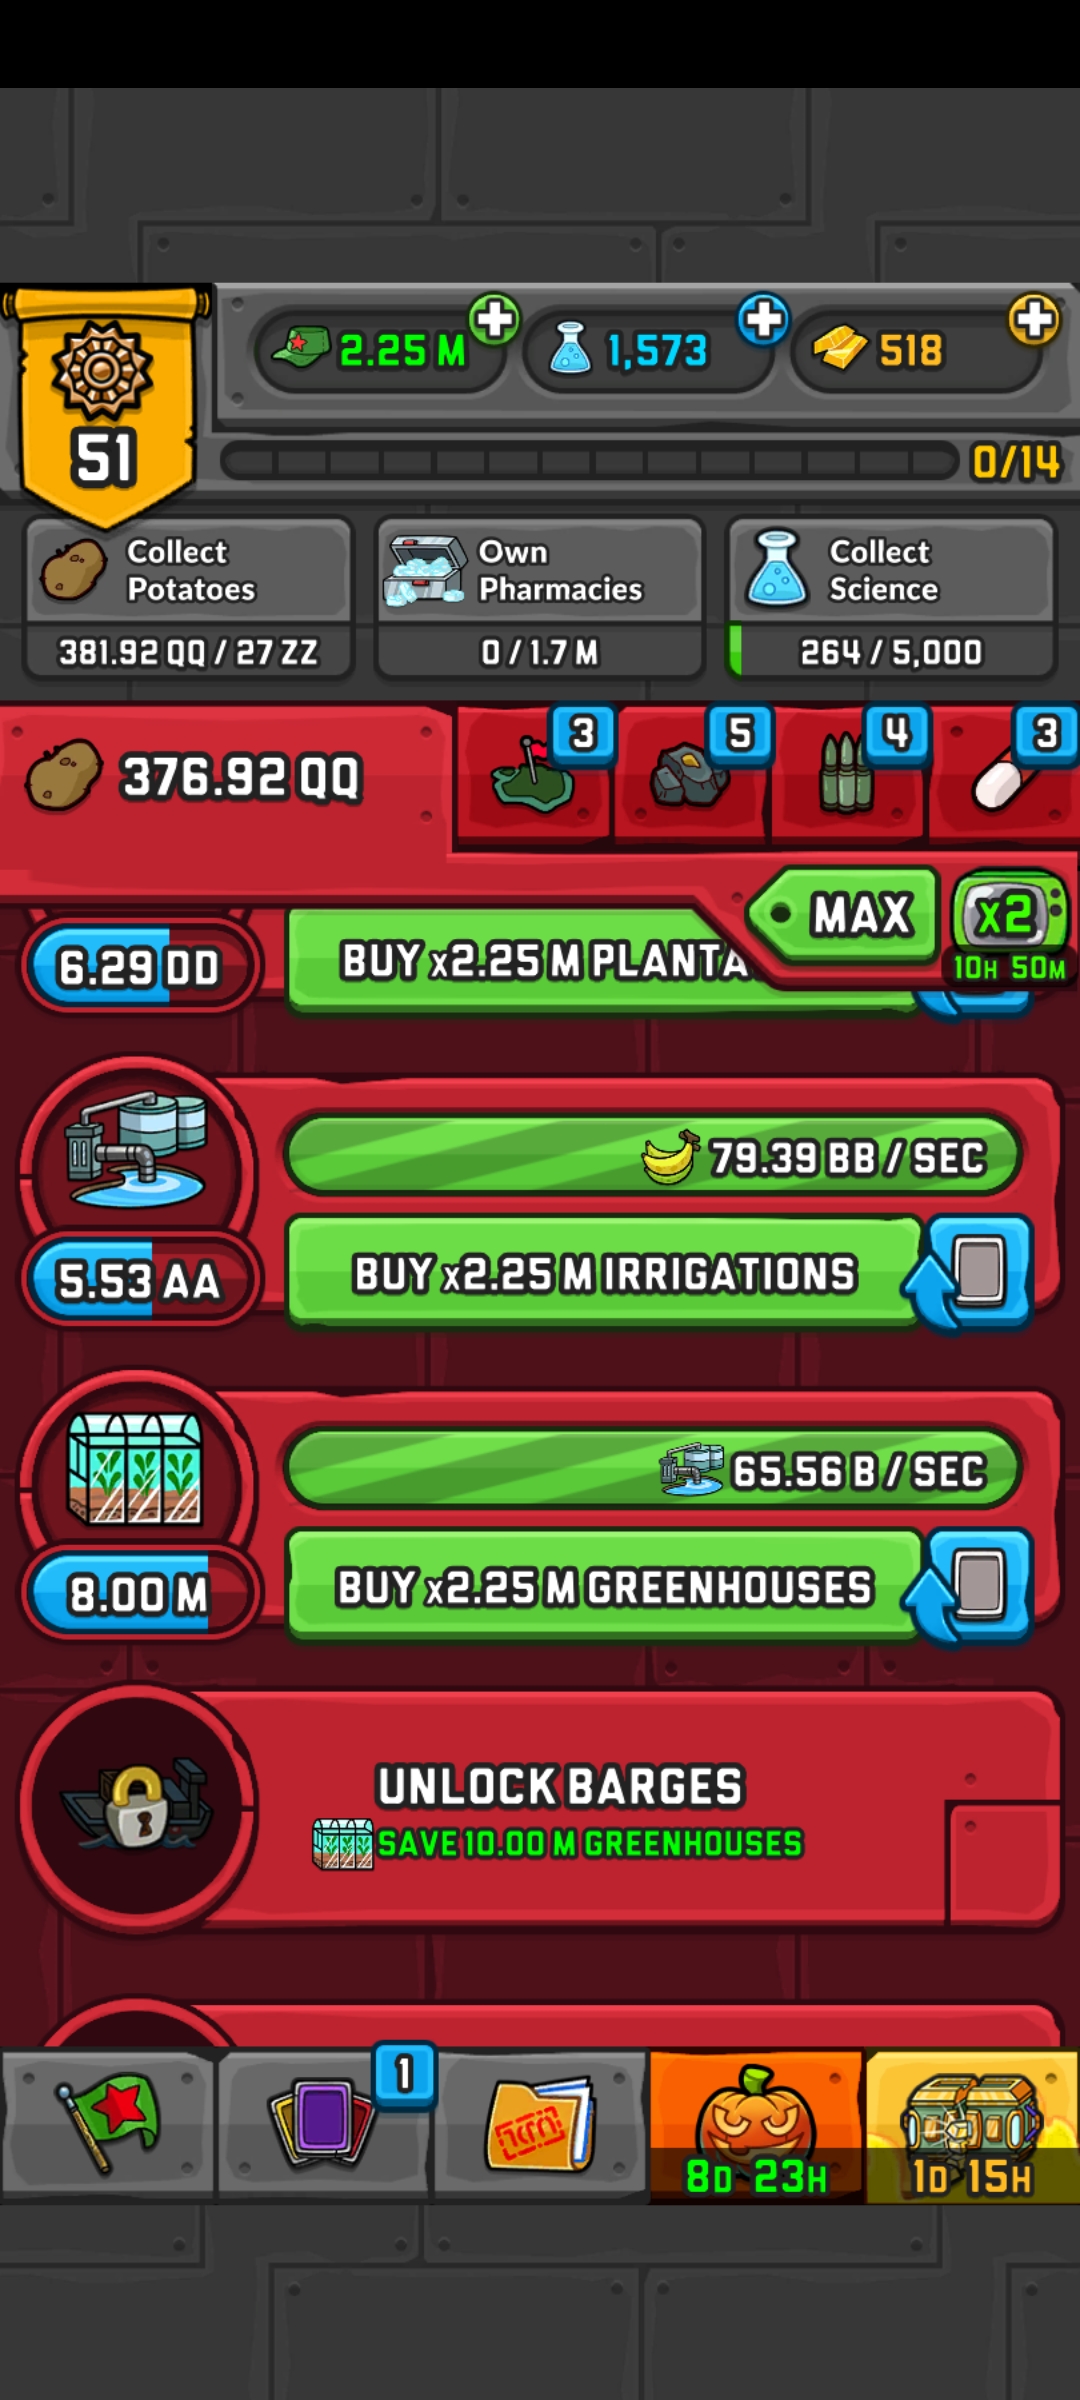 2.25 M
1,573
518
51
0/14
Collect
Potatoes
381.92 QQ / 27 ZZ
Own
Pharmacies
0 / 1.7 M
Collect
Science
264 / 5,000
376.92 QQ
3
5
4
3
MAX
x2
10H 50M
6.29 DD
BUY x2.25 M PLANTA
79.39 BB / SEC
5.53 AA
BUY x2.25 M IRRIGATIONS
65.56 B / SEC
8.00 M
BUY x2.25 M GREENHOUSES
UNLOCK BARGES
SAVE 10.00 M GREENHOUSES
1
8D 23H
1D 15H